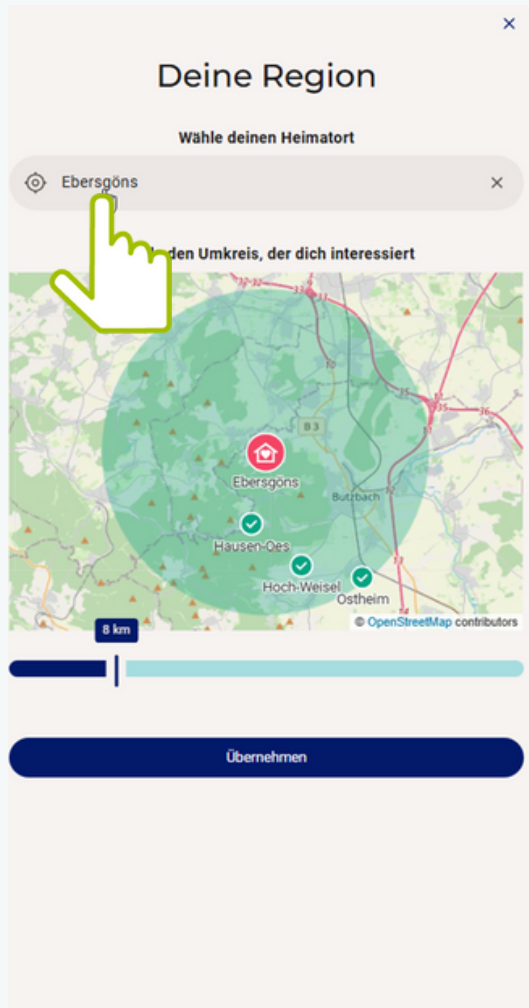 Deine Region
Wähle deinen Heimatort
Ebersgöns
den Umkreis, der dich interessiert
B 3
Ebersgöns
Butzbach
Hausen-Oes
Hoch-Weisel
Ostheim
© OpenStreetMap contributors
8 km
Übernehmen